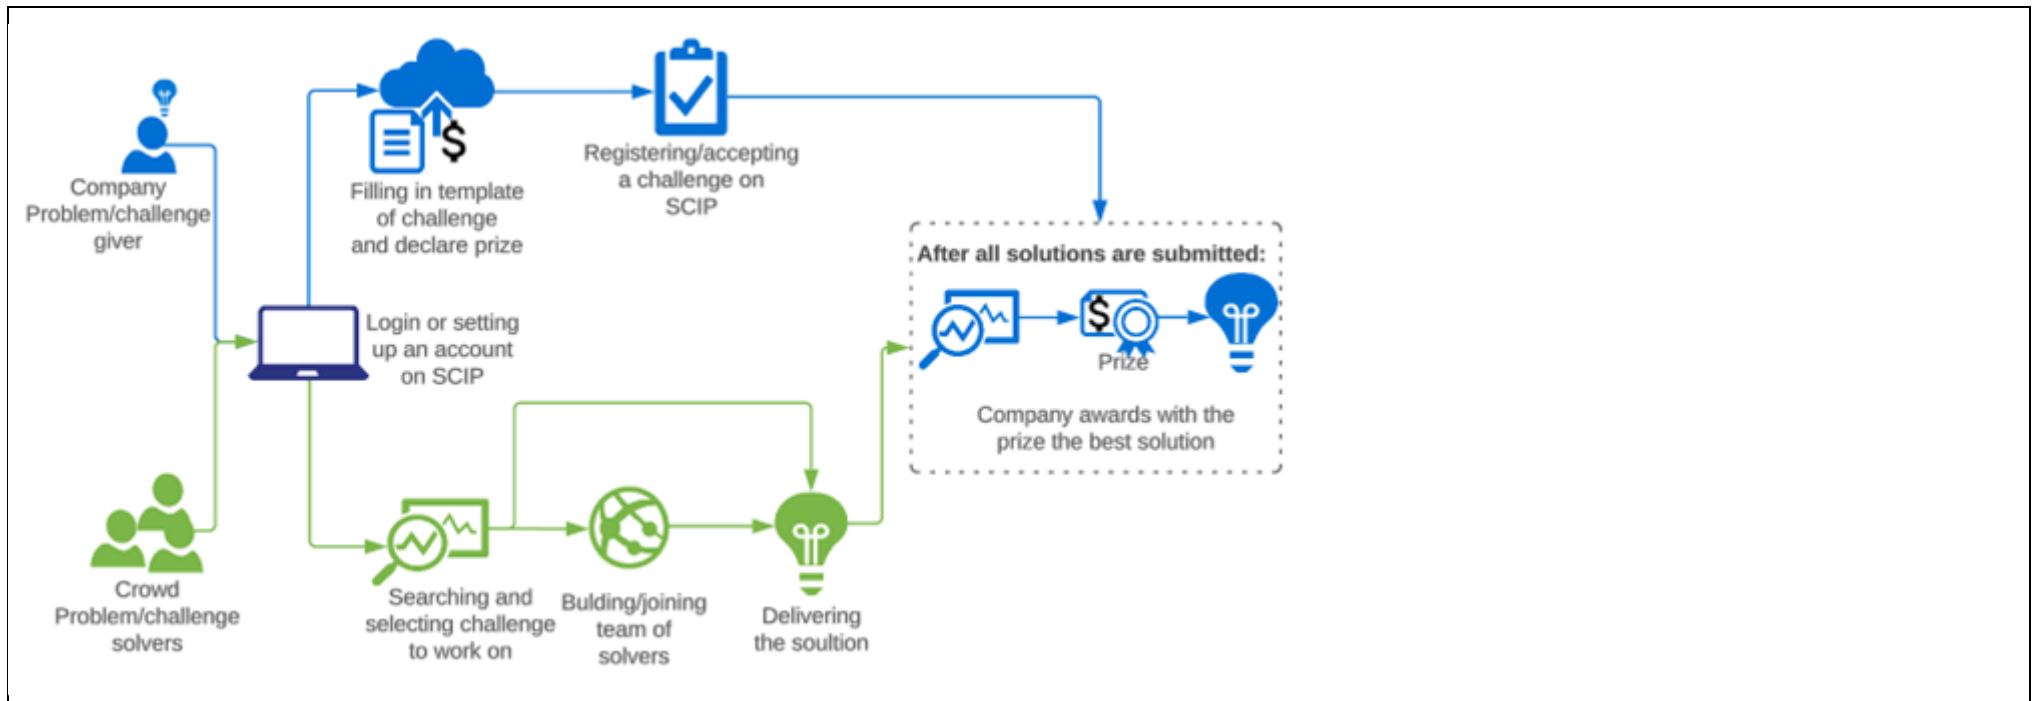 Company
Problem/challenge
giver
Filling in template
of challenge
and declare prize
$
Registering/accepting
a challenge on
SCIP
Login or setting
up an account
on SCIP
After all solutions are submitted:
$
Prize
Company awards with the
prize the best solution
Crowd
Problem/challenge
solvers
Searching and
selecting challenge
to work on
Bulding/joining
team of
solvers
Delivering
the soultion